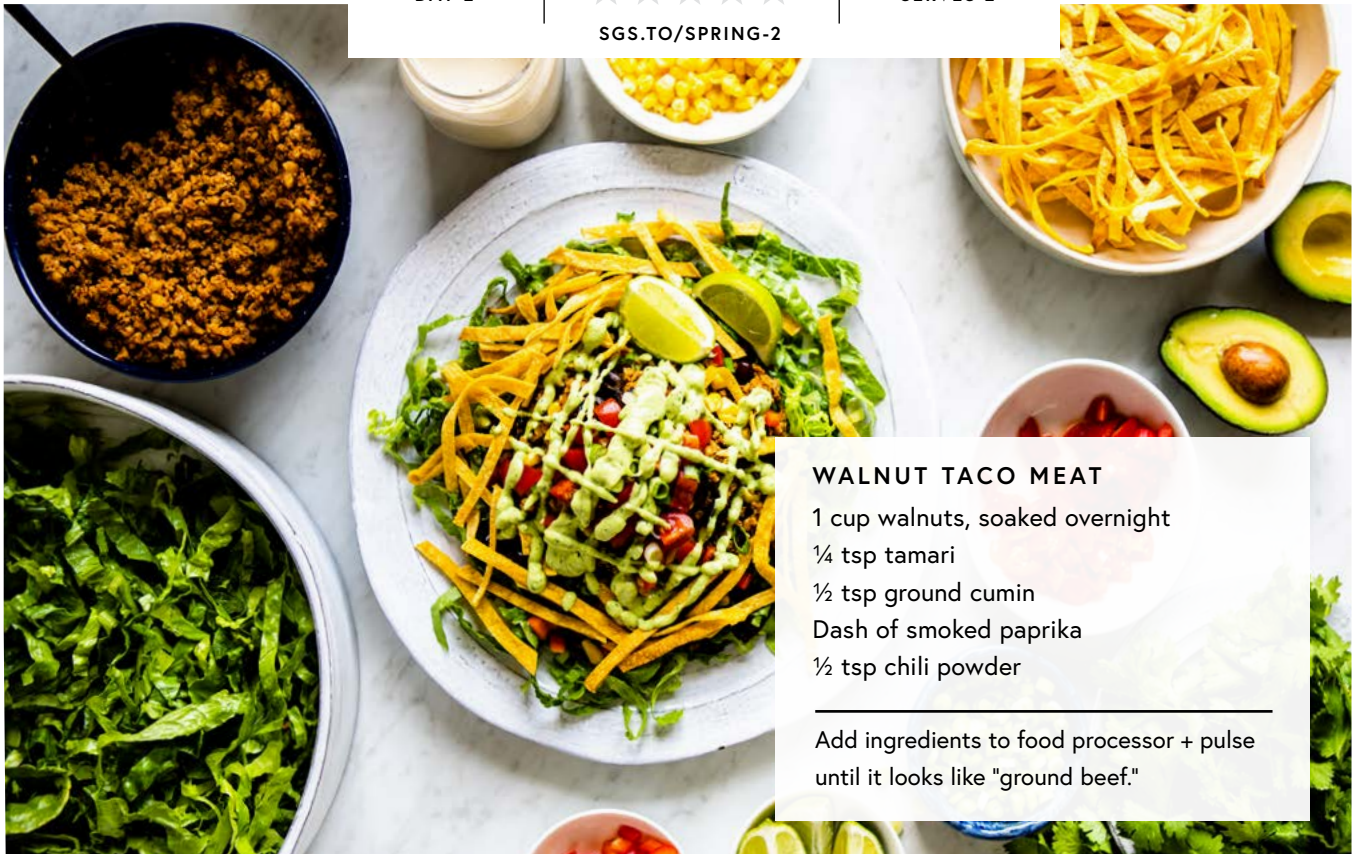 SGS.TO/SPRING-2
WALNUT TACO MEAT
1 cup walnuts, soaked overnight
¼ tsp tamari
½ tsp ground cumin
Dash of smoked paprika
½ tsp chili powder
Add ingredients to food processor + pulse
until it looks like "ground beef."